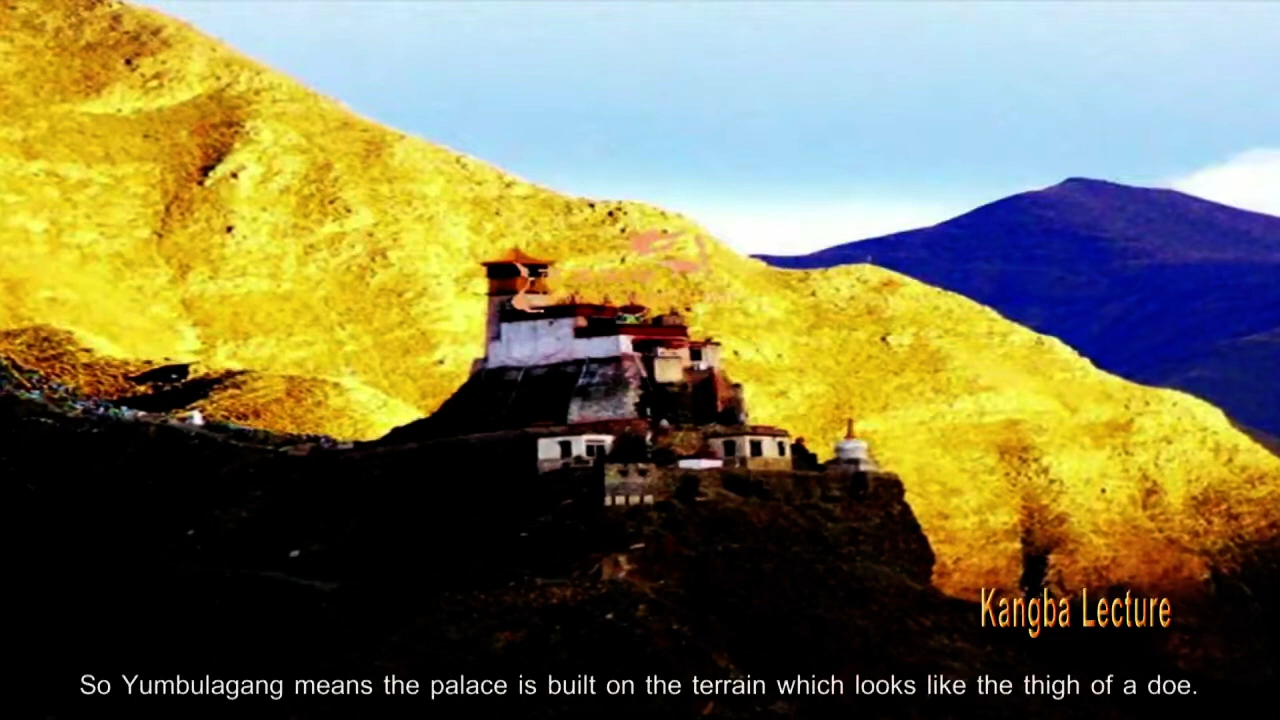 Kangba Lecture
So Yumbulagang means the palace is built on the terrain which looks like the thigh of a doe.